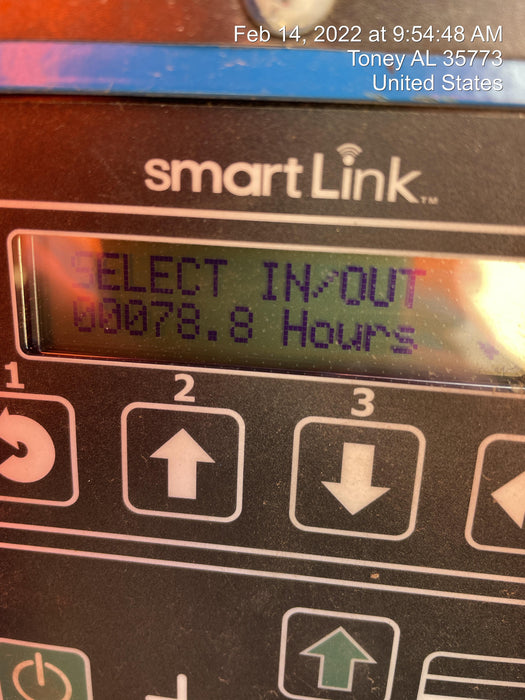 Feb 14, 2022 at 9:54:48 AM
Toney AL 35773
United States
smartLink™
SELECT IN/OUT
00078.8 Hours
1 2 3